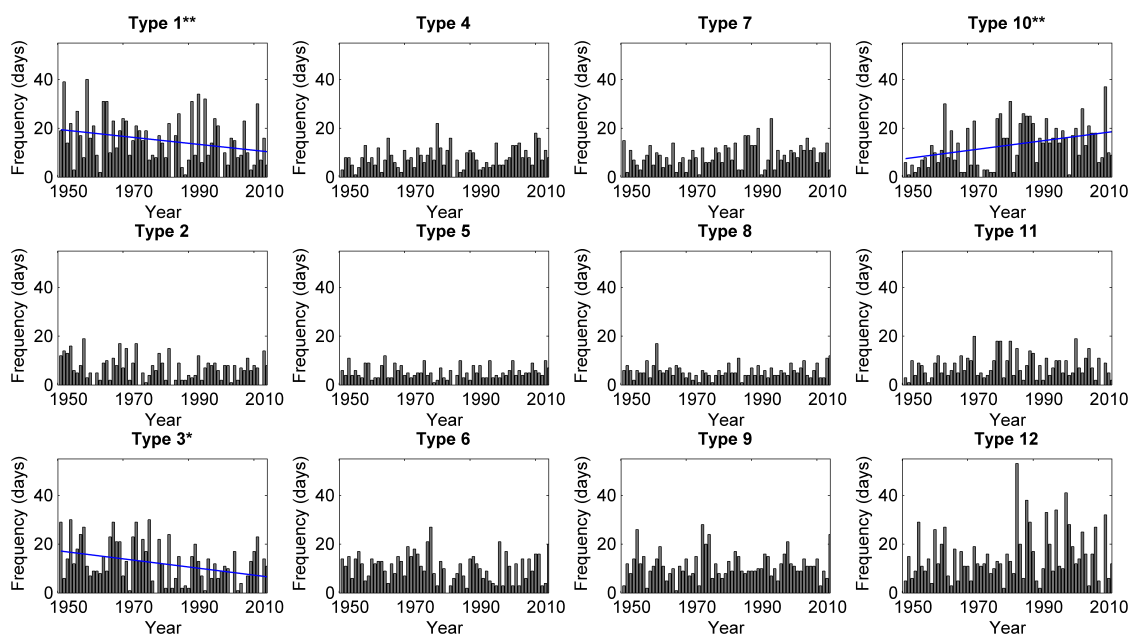 Type 1** Type 4 Type 7 Type 10**
Frequency (days) Frequency (days) Frequency (days) Frequency (days)
40 40 40 40
20 20 20 20
0 0 0 0
1950 1970 1990 2010 1950 1970 1990 2010 1950 1970 1990 2010 1950 1970 1990 2010
Year Year Year Year
Type 2 Type 5 Type 8 Type 11
Frequency (days) Frequency (days) Frequency (days) Frequency (days)
40 40 40 40
20 20 20 20
0 0 0 0
1950 1970 1990 2010 1950 1970 1990 2010 1950 1970 1990 2010 1950 1970 1990 2010
Year Year Year Year
Type 3* Type 6 Type 9 Type 12
Frequency (days) Frequency (days) Frequency (days) Frequency (days)
40 40 40 40
20 20 20 20
0 0 0 0
1950 1970 1990 2010 1950 1970 1990 2010 1950 1970 1990 2010 1950 1970 1990 2010
Year Year Year Year